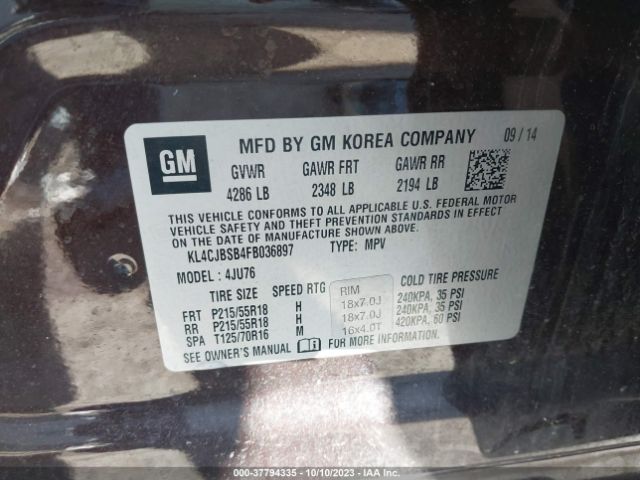 GM
MFD BY GM KOREA COMPANY 09/14
GVWR GAWR FRT GAWR RR
4286 LB 2348 LB 2194 LB
THIS VEHICLE CONFORMS TO ALL APPLICABLE U.S. FEDERAL MOTOR
VEHICLE SAFETY AND THEFT PREVENTION STANDARDS IN EFFECT
ON THE DATE OF MANUFACTURE SHOWN ABOVE.
KL4CJBSB4FB036897 TYPE: MPV
MODEL: 4JU76
TIRE SIZE SPEED RTG RIM COLD TIRE PRESSURE
FRT P215/55R18 H 18x7.0J 240KPA, 35 PSI
RR P215/55R18 H 18x7.0J 240KPA, 35 PSI
SPA T125/70R16 M 16x4.0T 420KPA, 60 PSI
SEE OWNER'S MANUAL FOR MORE INFORMATION
000-37794335 - 10/10/2023 - IAA Inc.